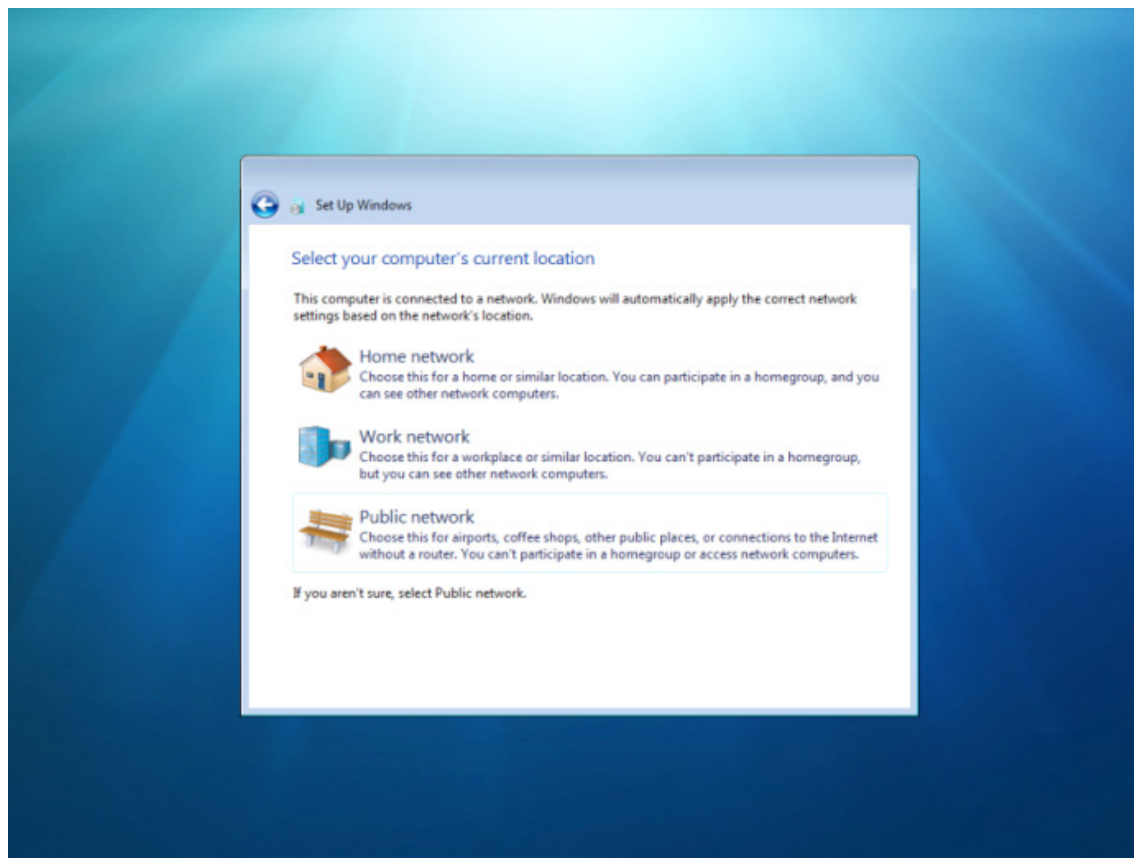 Set Up Windows
Select your computer's current location
This computer is connected to a network. Windows will automatically apply the correct network
settings based on the network's location.
Home network
Choose this for a home or similar location. You can participate in a homegroup, and you
can see other network computers.
Work network
Choose this for a workplace or similar location. You can't participate in a homegroup,
but you can see other network computers.
Public network
Choose this for airports, coffee shops, other public places, or connections to the Internet
without a router. You can't participate in a homegroup or access network computers.
If you aren't sure, select Public network.